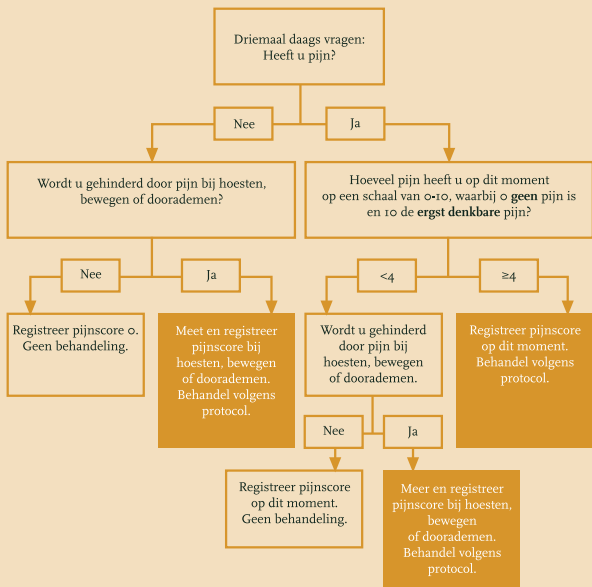 Driemaal daags vragen:
Heeft u pijn?
Nee
Ja
Wordt u gehinderd door pijn bij hoesten,
bewegen of doorademen?
Hoeveel pijn heeft u op dit moment
op een schaal van 0-10, waarbij 0 geen pijn is
en 10 de ergst denkbare pijn?
Nee
Ja
<4
≥4
Registreer pijnscore 0.
Geen behandeling.
Meet en registreer
pijnscore bij
hoesten, bewegen
of doorademen.
Behandel volgens
protocol.
Wordt u gehinderd
door pijn bij
hoesten, bewegen
of doorademen.
Registreer pijnscore
op dit moment.
Behandel volgens
protocol.
Nee
Ja
Registreer pijnscore
op dit moment.
Geen behandeling.
Meer en registreer
pijnscore bij hoesten,
bewegen
of doorademen.
Behandel volgens
protocol.